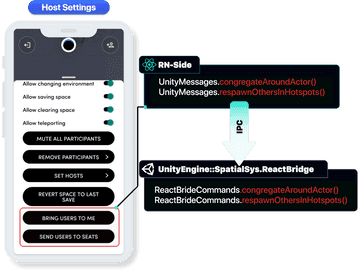 Host Settings
Allow changing environment
Allow saving space
Allow clearing space
Allow teleporting
MUTE ALL PARTICIPANTS
REMOVE PARTICIPANTS >
SET HOSTS >
REVERT SPACE TO LAST
SAVE
BRING USERS TO ME
SEND USERS TO SEATS
RN-Side
UnityMessages.congregateAroundActor()
UnityMessages.respawnOthersInHotspots()
IPC
UnityEngine::SpatialSys.ReactBridge
ReactBrideCommands.congregateAroundActor()
ReactBrideCommands.respawnOthersInHotspots()